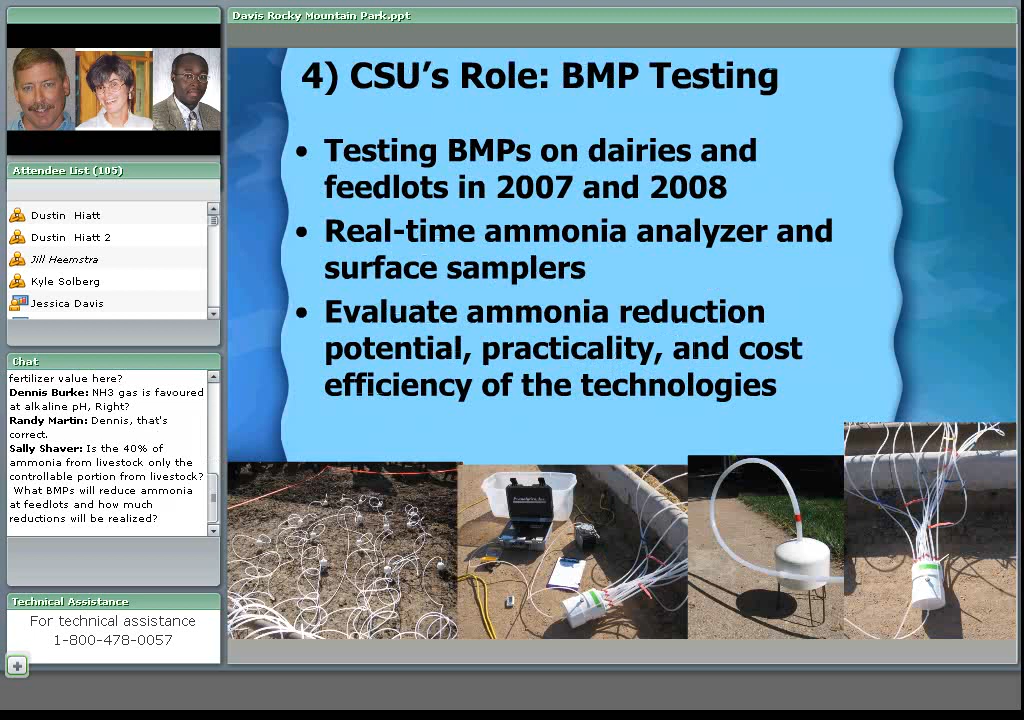 Davis Rocky Mountain Park.ppt
4) CSU's Role: BMP Testing
• Testing BMPs on dairies and
feedlots in 2007 and 2008
• Real-time ammonia analyzer and
surface samplers
• Evaluate ammonia reduction
potential, practicality, and cost
efficiency of the technologies
Attendee List (105)
Dustin Hiatt
Dustin Hiatt 2
Jill Heemstra
Kyle Solberg
Jessica Davis
Chat
fertilizer value here?
Dennis Burke: NH3 gas is favoured
at alkaline pH, Right?
Randy Martin: Dennis, that's
correct.
Sally Shaver: Is the 40% of
ammonia from livestock only the
controllable portion from livestock?
What BMPs will reduce ammonia
at feedlots and how much
reductions will be realized?
Technical Assistance
For technical assistance
1-800-478-0057